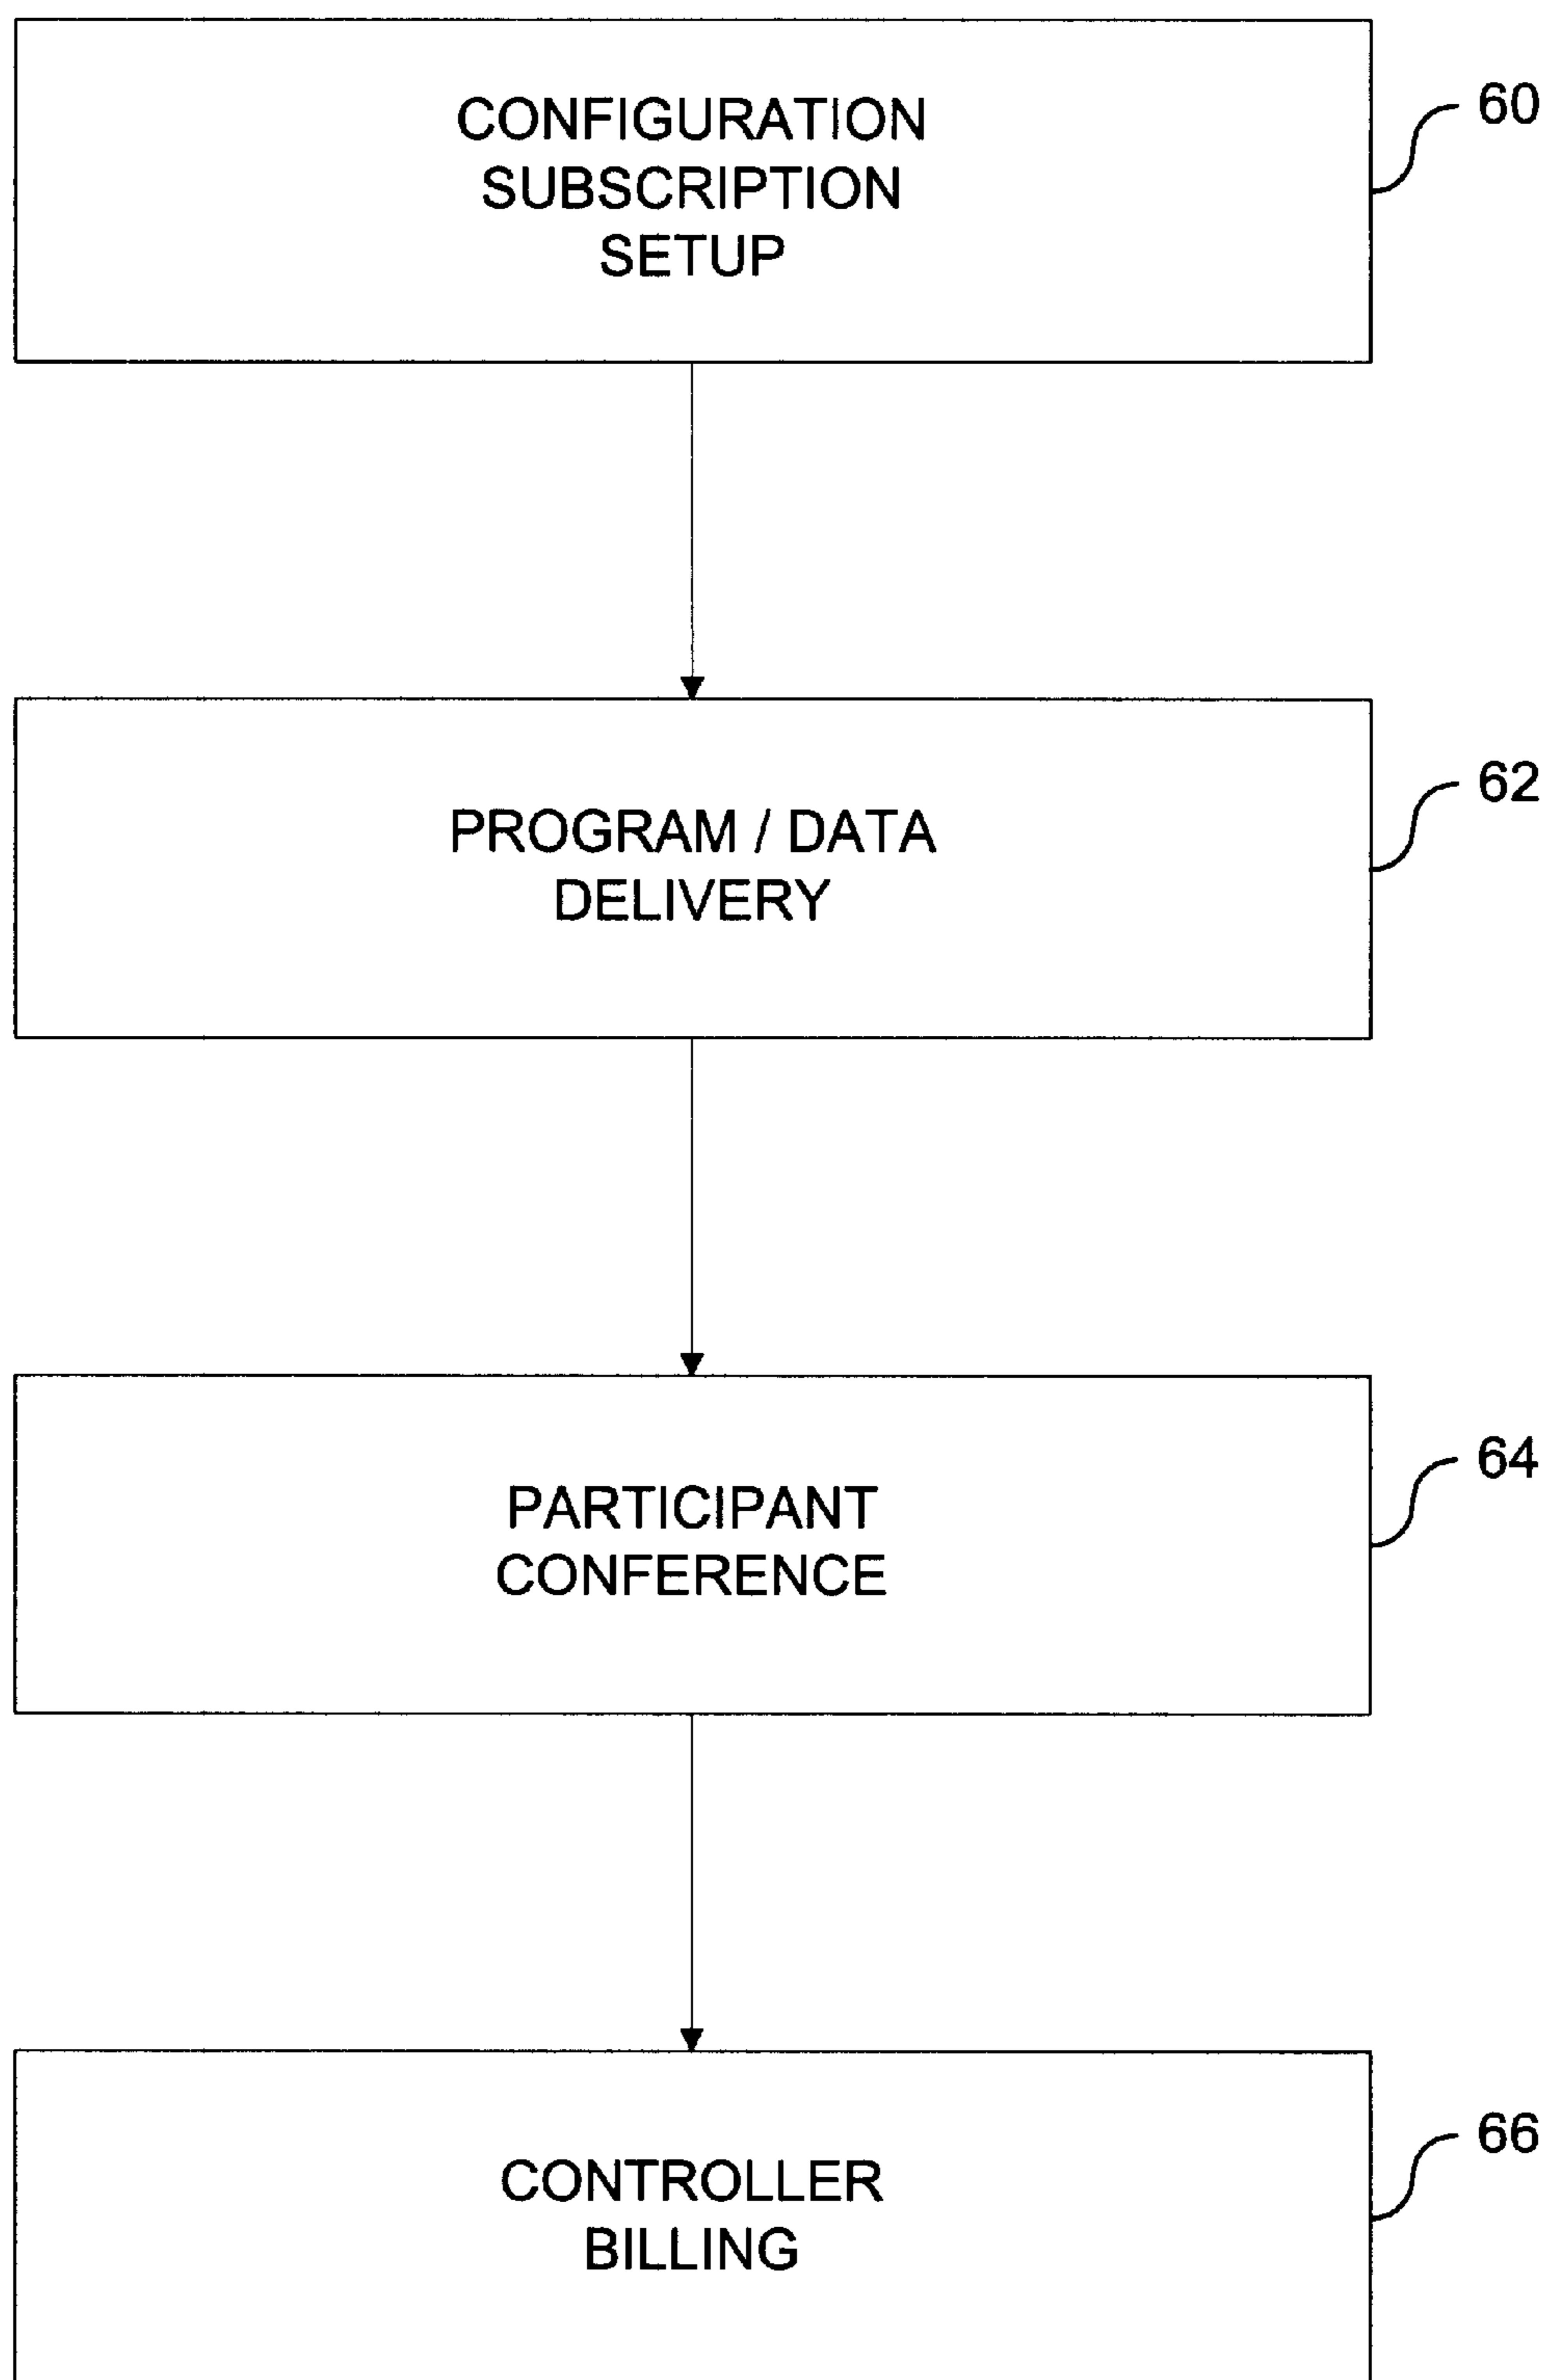 CONFIGURATION
SUBSCRIPTION
SETUP
60
PROGRAM / DATA
DELIVERY
62
PARTICIPANT
CONFERENCE
64
CONTROLLER
BILLING
66